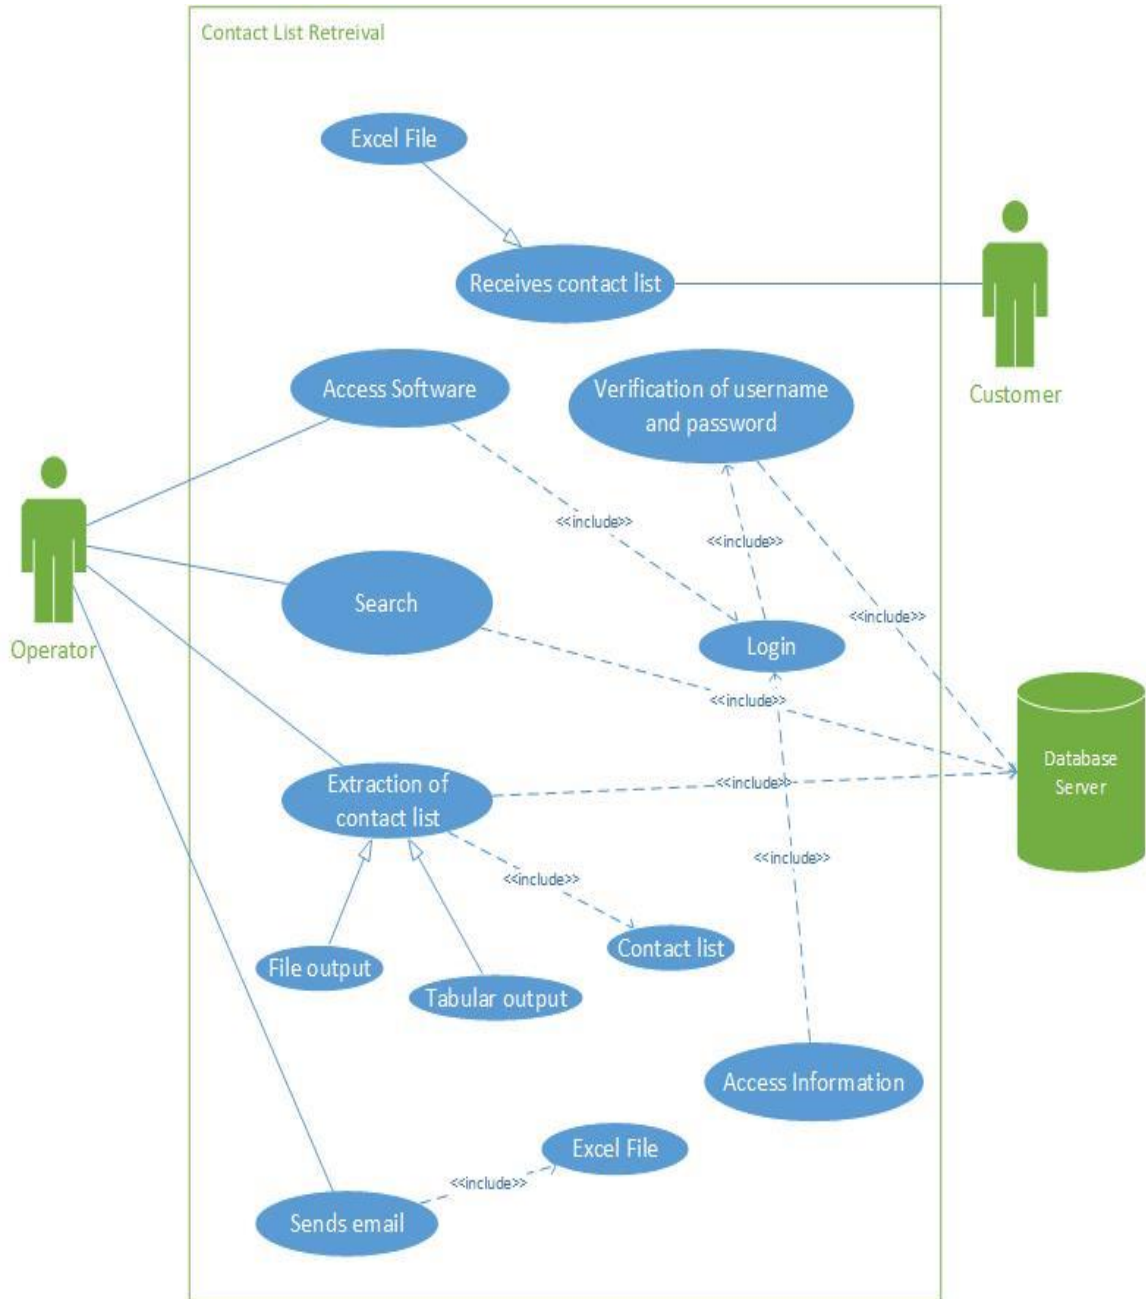 Contact List Retreival
Excel File
Receives contact list
Customer
Access Software
Verification of username
and password
<<include>>
<<include>>
Operator
Search
<<include>>
Login
<<include>>
Database
Server
Extraction of
contact list
<<include>>
<<include>>
<<include>>
Contact list
File output
Tabular output
Access Information
Excel File
<<include>>
Sends email